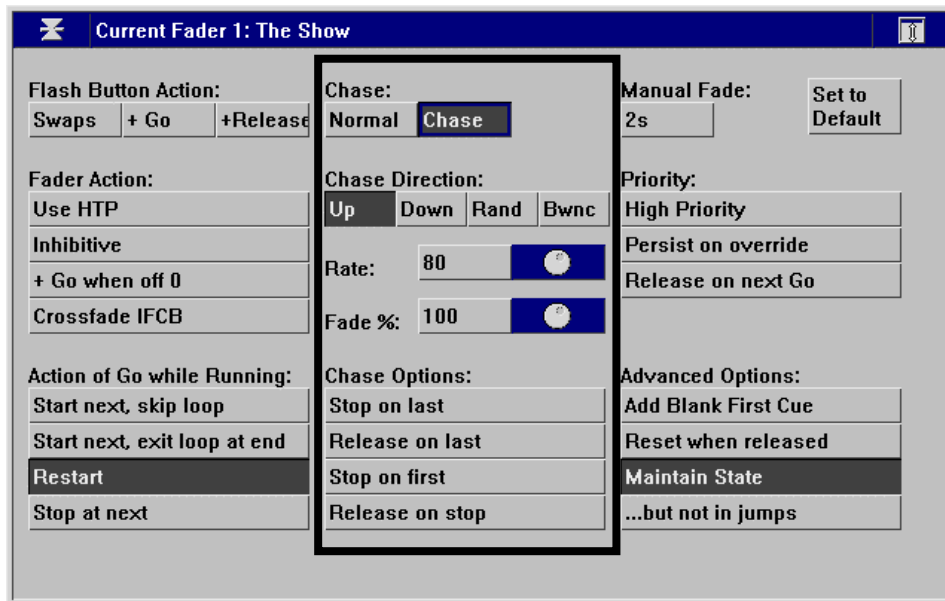 Current Fader 1: The Show
Flash Button Action:
Swaps + Go +Release
Fader Action:
Use HTP
Inhibitive
+ Go when off 0
Crossfade IFCB
Action of Go while Running:
Start next, skip loop
Start next, exit loop at end
Restart
Stop at next
Chase:
Normal Chase
Chase Direction:
Up Down Rand Bwnc
Rate: 80
Fade %: 100
Chase Options:
Stop on last
Release on last
Stop on first
Release on stop
Manual Fade:
2s
Set to
Default
Priority:
High Priority
Persist on override
Release on next Go
Advanced Options:
Add Blank First Cue
Reset when released
Maintain State
...but not in jumps